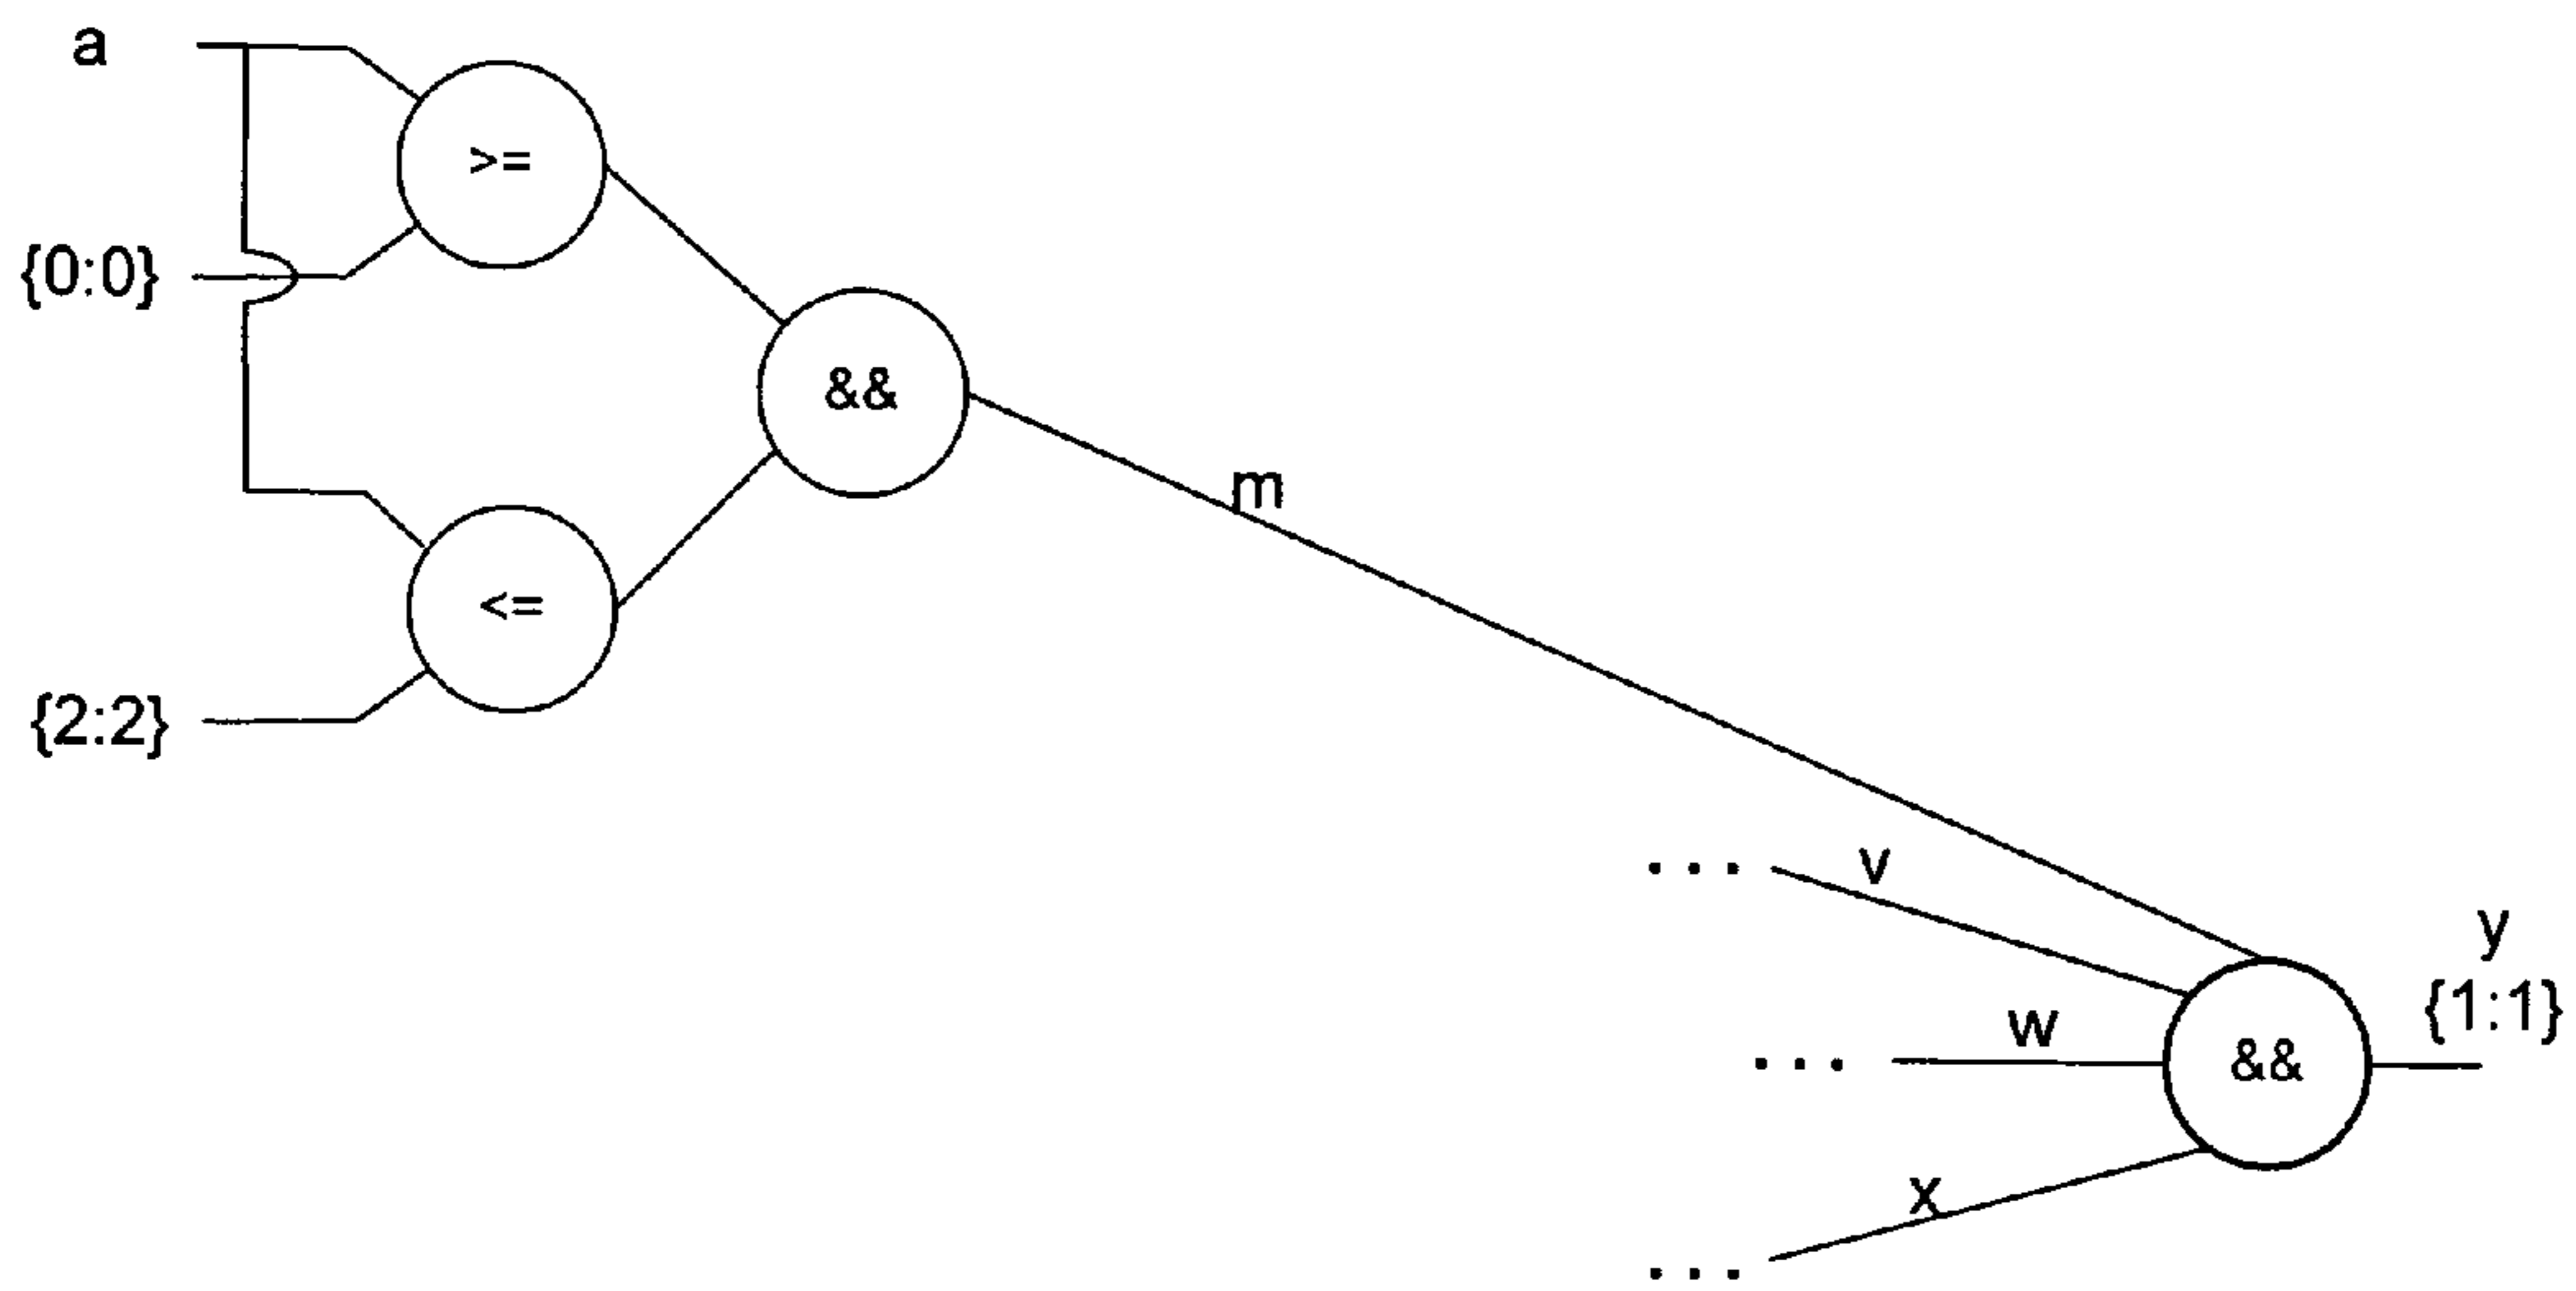 a
>=
{0:0}
&&
m
<=
{2:2}
... v
y
{1:1}
... w
&&
x
...